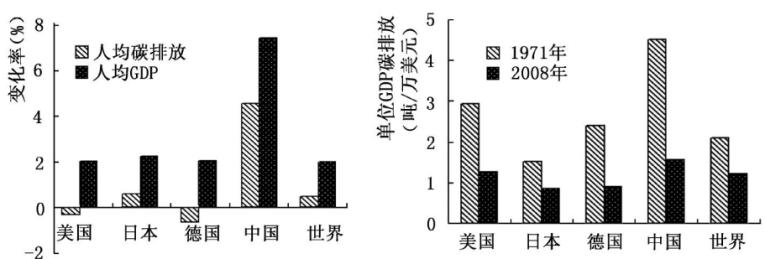 变化率(%)
8
6
4
2
0
−2
人均碳排放
人均GDP
美国 日本 德国 中国 世界
单位GDP碳排放
(吨/万美元)
5
4
3
2
1
0
1971年
2008年
美国 日本 德国 中国 世界